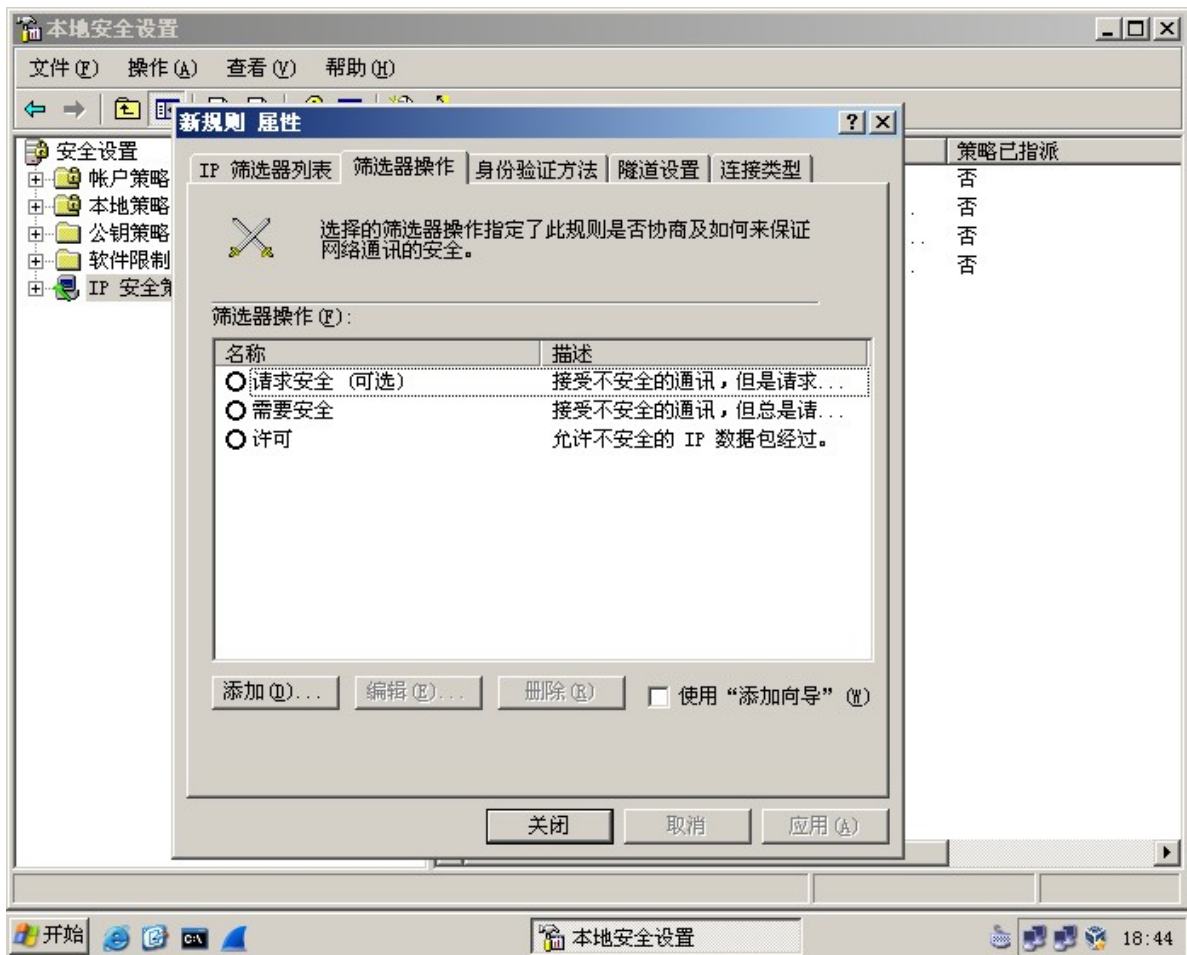 本地安全设置
文件(F) 操作(A) 查看(V) 帮助(H)
新规则 属性
安全设置
帐户策略
本地策略
公钥策略
软件限制
IP 安全策
策略已指派
否
否
否
否
IP 筛选器列表 筛选器操作 身份验证方法 隧道设置 连接类型
选择的筛选器操作指定了此规则是否协商及如何来保证
网络通讯的安全。
筛选器操作(F):
名称 描述
请求安全 (可选) 接受不安全的通讯，但是请求...
需要安全 接受不安全的通讯，但总是请...
许可 允许不安全的 IP 数据包经过。
添加(D)... 编辑(E)... 删除(R) 使用“添加向导”(W)
关闭 取消 应用(A)
开始 本地安全设置 18:44